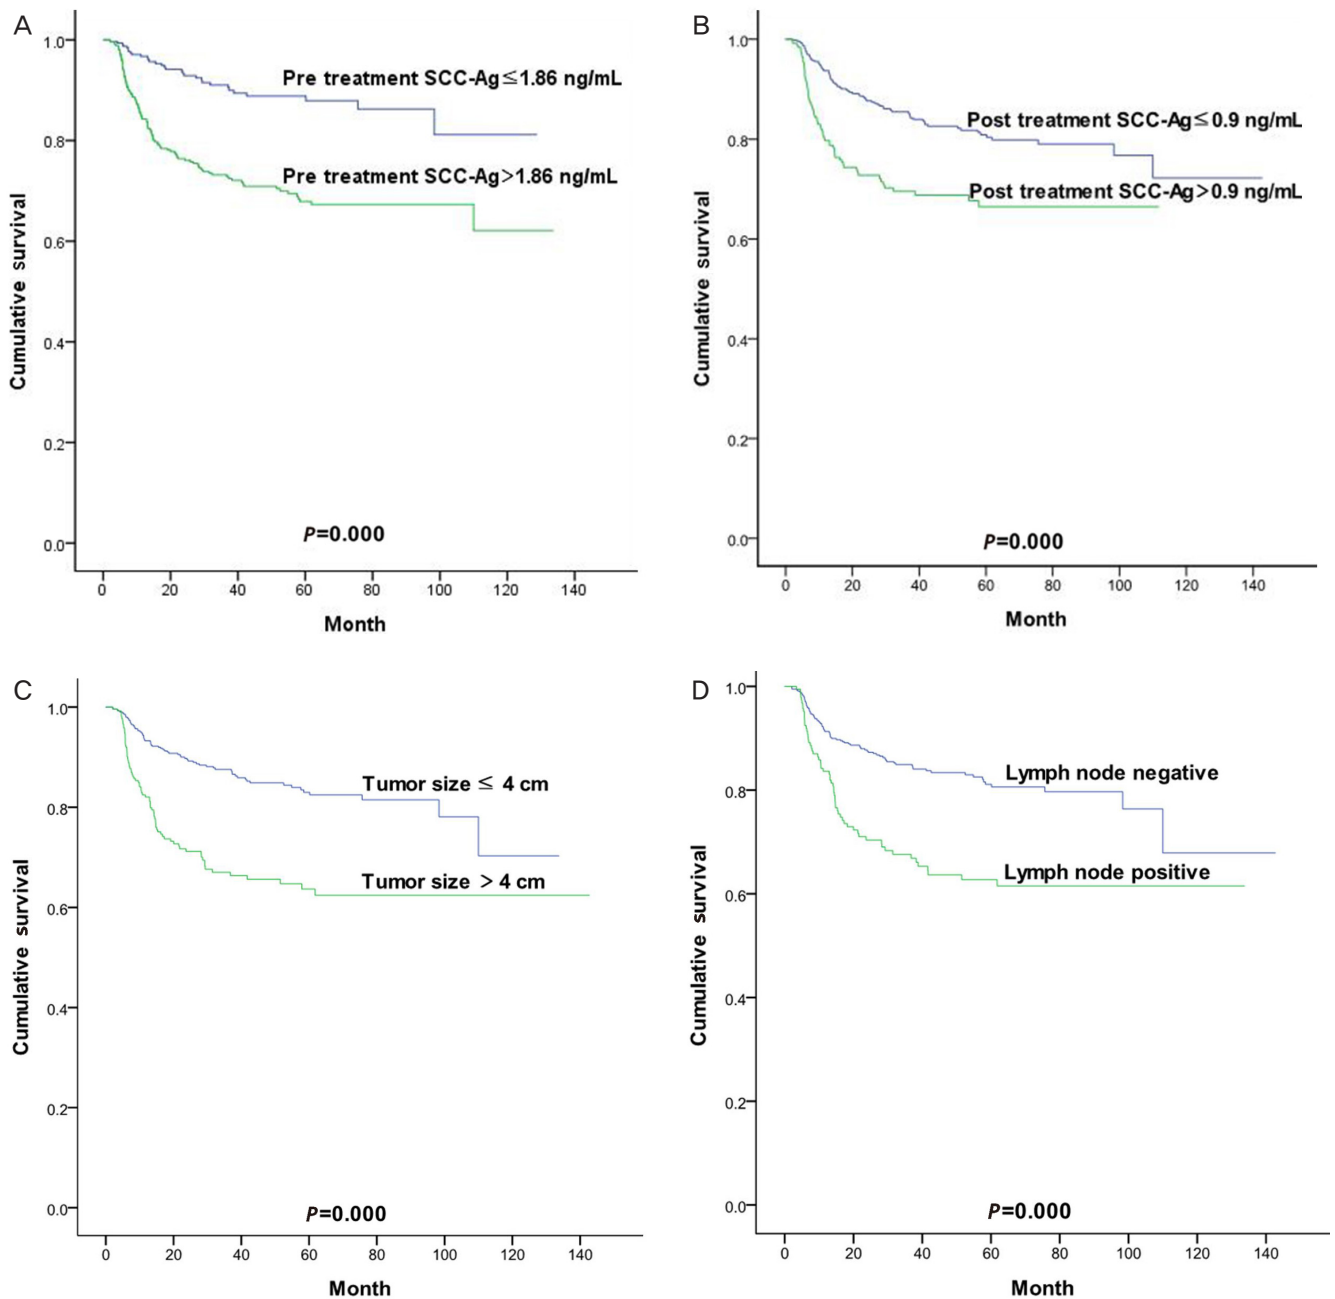 A
Cumulative survival
1.0
0.8
0.6
0.4
0.2
0.0
Pre treatment SCC-Ag≤1.86 ng/mL
Pre treatment SCC-Ag>1.86 ng/mL
P=0.000
0 20 40 60 80 100 120 140
Month
B
Cumulative survival
1.0
0.8
0.6
0.4
0.2
0.0
Post treatment SCC-Ag≤0.9 ng/mL
Post treatment SCC-Ag>0.9 ng/mL
P=0.000
0 20 40 60 80 100 120 140
Month
C
Cumulative survival
1.0
0.8
0.6
0.4
0.2
0.0
Tumor size ≤ 4 cm
Tumor size > 4 cm
P=0.000
0 20 40 60 80 100 120 140
Month
D
Cumulative survival
1.0
0.8
0.6
0.4
0.2
0.0
Lymph node negative
Lymph node positive
P=0.000
0 20 40 60 80 100 120 140
Month